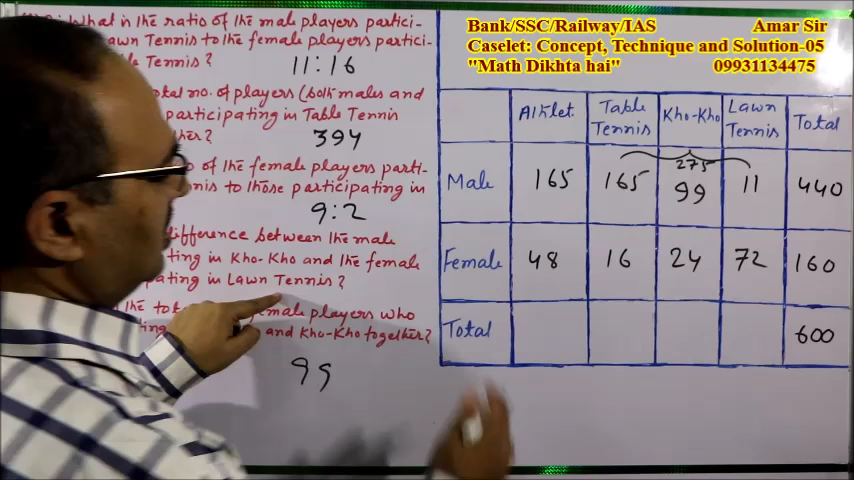 Bank/SSC/Railway/IAS Amar Sir
Caselet: Concept, Technique and Solution-05
"Math Dikhta hai" 09931134475
What is the ratio of the male players partici-
Lawn Tennis to the female players partici-
Tennis?
11:16
no. of players (both males and
participating in Table Tennis
394
of the female players parti-
to those participating in
9:2
difference between the male
in Kho-Kho and the female
in Lawn Tennis?
the players who
and Kho-Kho together?
99
Athlet. Table Tennis Kho-Kho Lawn Tennis Total
275
Male 165 165 99 11 440
Female 48 16 24 72 160
Total 600